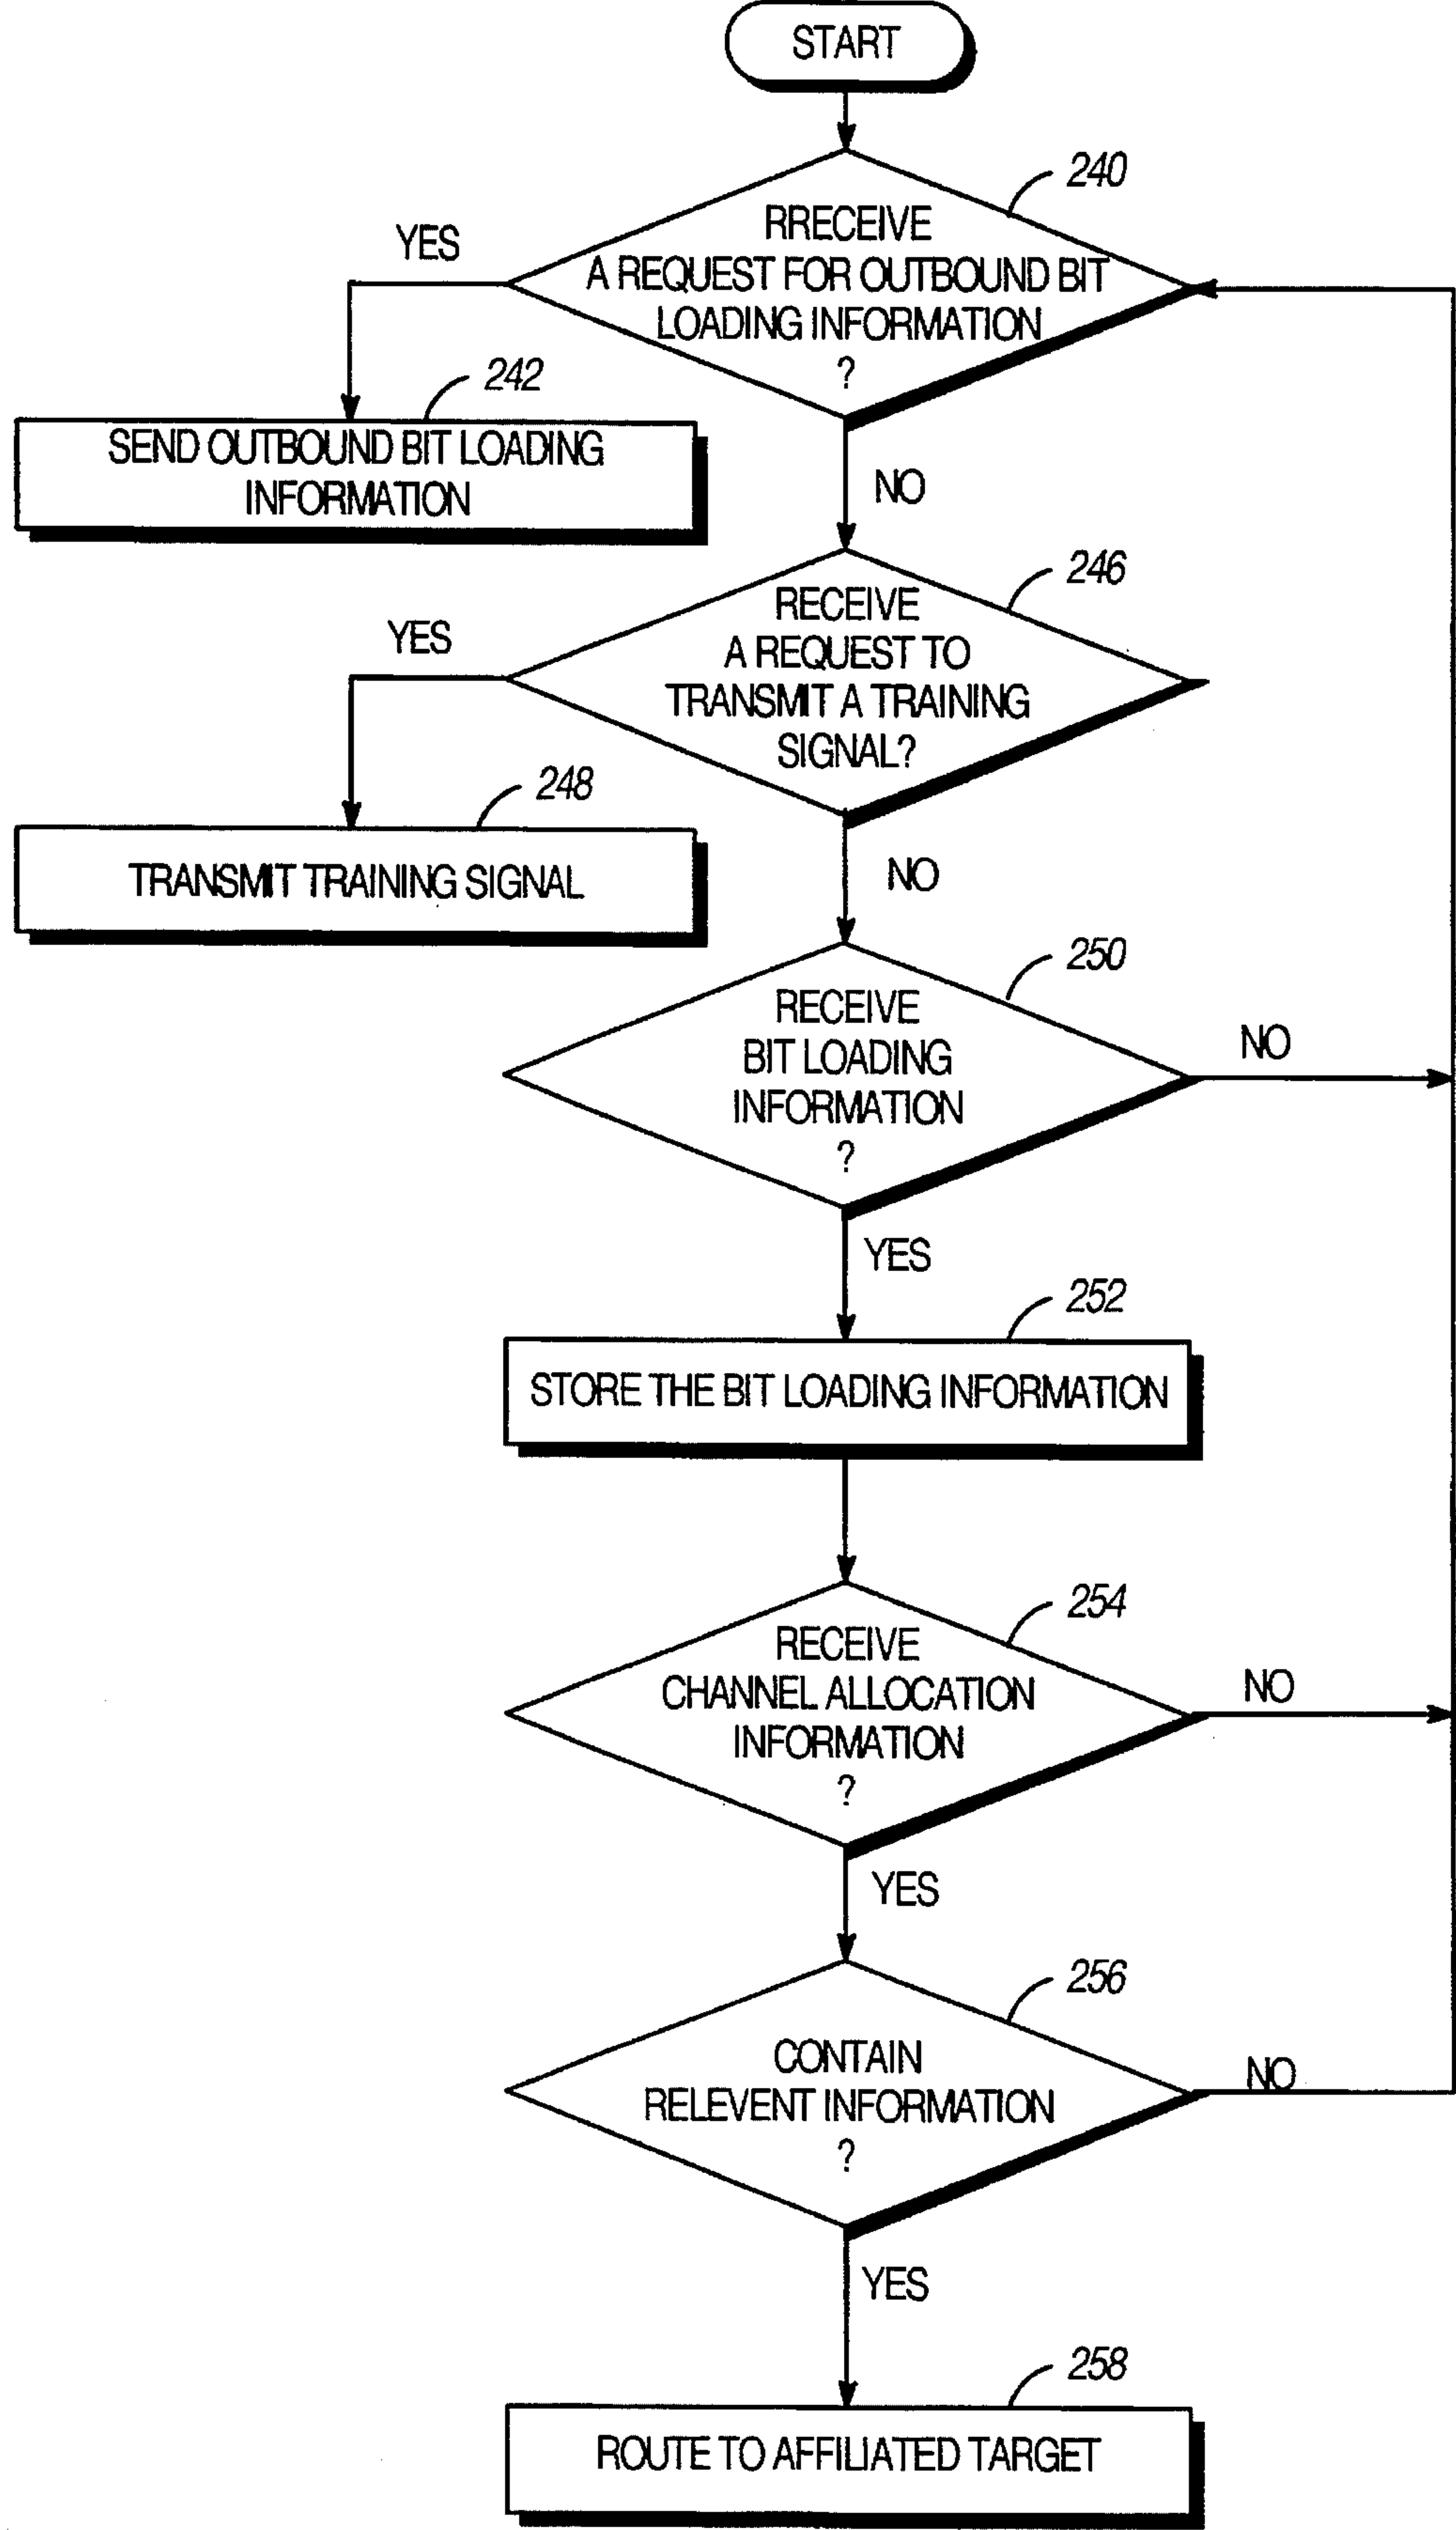 START
240
RRECEIVE
A REQUEST FOR OUTBOUND BIT
LOADING INFORMATION
?
YES
242
SEND OUTBOUND BIT LOADING
INFORMATION
NO
246
RECEIVE
A REQUEST TO
TRANSMIT A TRAINING
SIGNAL?
YES
248
TRANSMIT TRAINING SIGNAL
NO
250
RECEIVE
BIT LOADING
INFORMATION
?
NO
YES
252
STORE THE BIT LOADING INFORMATION
254
RECEIVE
CHANNEL ALLOCATION
INFORMATION
?
NO
YES
256
CONTAIN
RELEVENT INFORMATION
?
NO
YES
258
ROUTE TO AFFILIATED TARGET